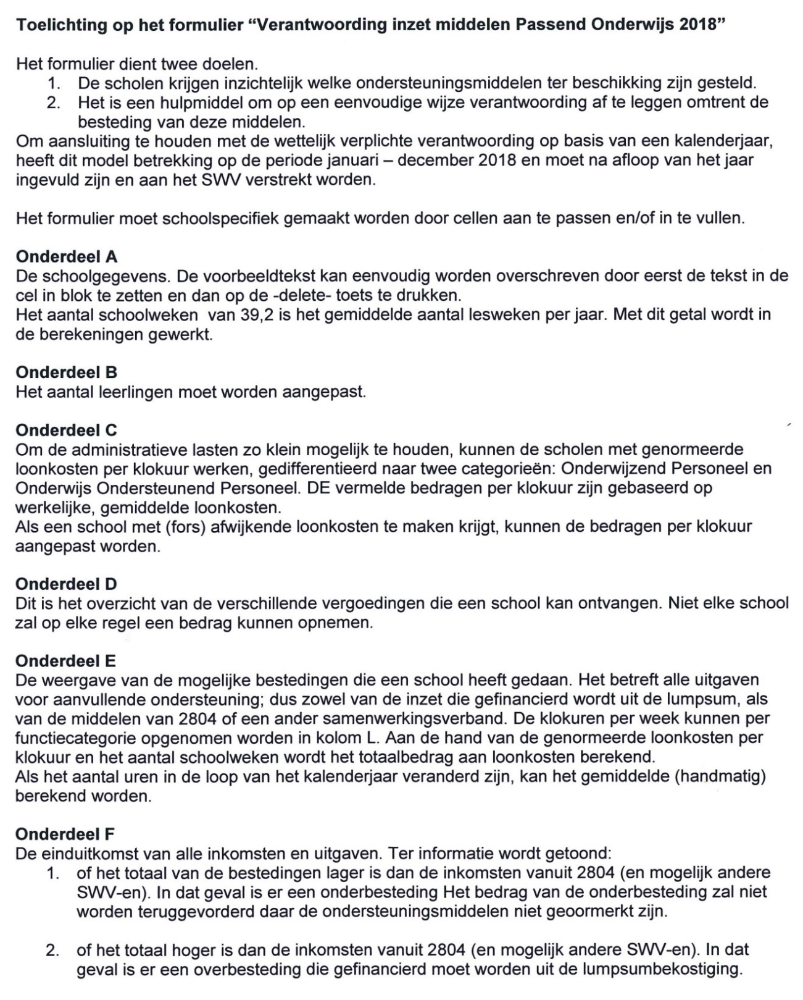 Toelichting op het formulier “Verantwoording inzet middelen Passend Onderwijs 2018”
Het formulier dient twee doelen.
1. De scholen krijgen inzichtelijk welke ondersteuningsmiddelen ter beschikking zijn gesteld.
2. Het is een hulpmiddel om op een eenvoudige wijze verantwoording af te leggen omtrent de
besteding van deze middelen.
Om aansluiting te houden met de wettelijk verplichte verantwoording op basis van een kalenderjaar,
heeft dit model betrekking op de periode januari – december 2018 en moet na afloop van het jaar
ingevuld zijn en aan het SWV verstrekt worden.
Het formulier moet schoolspecifiek gemaakt worden door cellen aan te passen en/of in te vullen.
Onderdeel A
De schoolgegevens. De voorbeeldtekst kan eenvoudig worden overschreven door eerst de tekst in de
cel in blok te zetten en dan op de -delete- toets te drukken.
Het aantal schoolweken  van 39,2 is het gemiddelde aantal lesweken per jaar. Met dit getal wordt in
de berekeningen gewerkt.
Onderdeel B
Het aantal leerlingen moet worden aangepast.
Onderdeel C
Om de administratieve lasten zo klein mogelijk te houden, kunnen de scholen met genormeerde
loonkosten per klokuur werken, gedifferentieerd naar twee categorieën: Onderwijzend Personeel en
Onderwijs Ondersteunend Personeel. DE vermelde bedragen per klokuur zijn gebaseerd op
werkelijke, gemiddelde loonkosten.
Als een school met (fors) afwijkende loonkosten te maken krijgt, kunnen de bedragen per klokuur
aangepast worden.
Onderdeel D
Dit is het overzicht van de verschillende vergoedingen die een school kan ontvangen. Niet elke school
zal op elke regel een bedrag kunnen opnemen.
Onderdeel E
De weergave van de mogelijke bestedingen die een school heeft gedaan. Het betreft alle uitgaven
voor aanvullende ondersteuning; dus zowel van de inzet die gefinancierd wordt uit de lumpsum, als
van de middelen van 2804 of een ander samenwerkingsverband. De klokuren per week kunnen per
functiecategorie opgenomen worden in kolom L. Aan de hand van de genormeerde loonkosten per
klokuur en het aantal schoolweken wordt het totaalbedrag aan loonkosten berekend.
Als het aantal uren in de loop van het kalenderjaar veranderd zijn, kan het gemiddelde (handmatig)
berekend worden.
Onderdeel F
De einduitkomst van alle inkomsten en uitgaven. Ter informatie wordt getoond:
1. of het totaal van de bestedingen lager is dan de inkomsten vanuit 2804 (en mogelijk andere
SWV-en). In dat geval is er een onderbesteding Het bedrag van de onderbesteding zal niet
worden teruggevorderd daar de ondersteuningsmiddelen niet geoormerkt zijn.
2. of het totaal hoger is dan de inkomsten vanuit 2804 (en mogelijk andere SWV-en). In dat
geval is er een overbesteding die gefinancierd moet worden uit de lumpsumbekostiging.